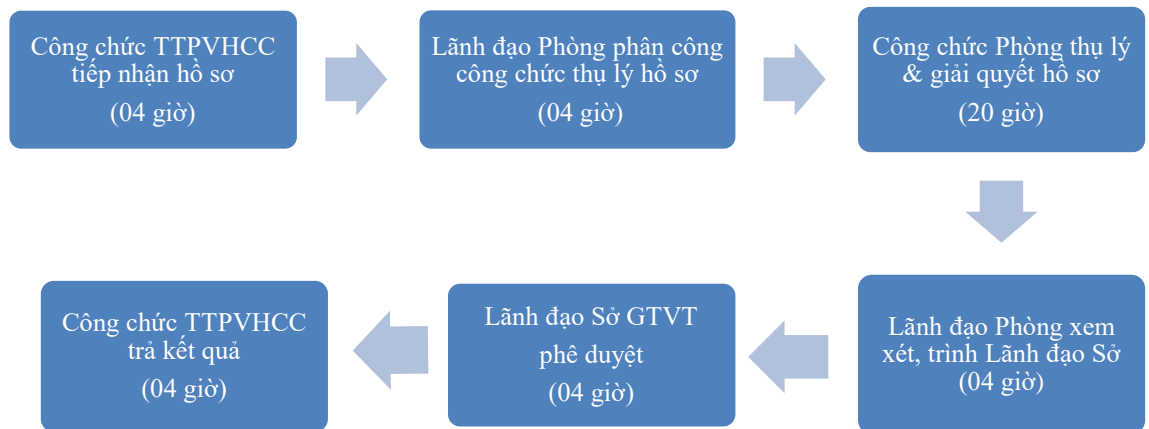 Công chức TTPVHCC
tiếp nhận hồ sơ
(04 giờ)
Lãnh đạo Phòng phân công
công chức thụ lý hồ sơ
(04 giờ)
Công chức Phòng thụ lý
& giải quyết hồ sơ
(20 giờ)
Lãnh đạo Phòng xem
xét, trình Lãnh đạo Sở
(04 giờ)
Lãnh đạo Sở GTVT
phê duyệt
(04 giờ)
Công chức TTPVHCC
trả kết quả
(04 giờ)